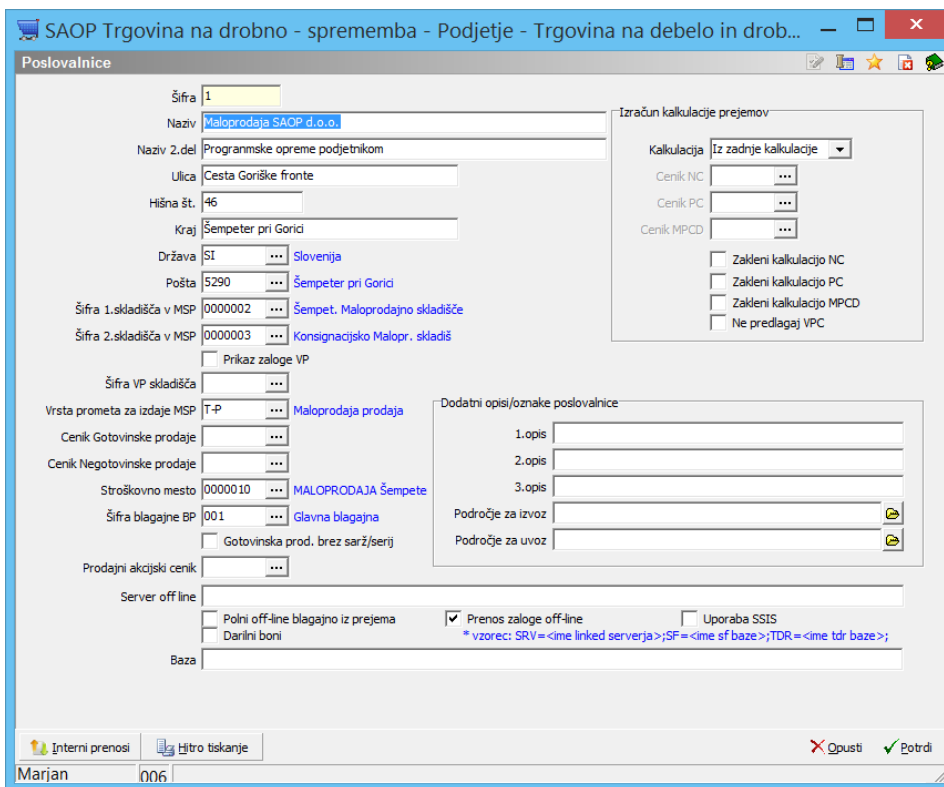 SAOP Trgovina na drobno - sprememba - Podjetje - Trgovina na debelo in drob...
Poslovalnice
Šifra 1
Naziv Maloprodaja SAOP d.o.o.
Naziv 2.del Progranmske opreme podjetnikom
Ulica Cesta Goriške fronte
Hišna št. 46
Kraj Šempeter pri Gorici
Država SI ... Slovenija
Pošta 5290 ... Šempeter pri Gorici
Šifra 1.skladišča v MSP 0000002 ... Šempet. Maloprodajno skladišče
Šifra 2.skladišča v MSP 0000003 ... Konsignacijsko Malopr. skladiš
Prikaz zaloge VP
Šifra VP skladišča ...
Vrsta prometa za izdaje MSP T-P ... Maloprodaja prodaja
Cenik Gotovinske prodaje ...
Cenik Negotovinske prodaje ...
Stroškovno mesto 0000010 ... MALOPRODAJA Šempete
Šifra blagajne BP 001 ... Glavna blagajna
Gotovinska prod. brez sarž/serij
Prodajni akcijski cenik ...
Izračun kalkulacije prejemov
Kalkulacija Iz zadnje kalkulacije
Cenik NC ...
Cenik PC ...
Cenik MPCD ...
Zakleni kalkulacijo NC
Zakleni kalkulacijo PC
Zakleni kalkulacijo MPCD
Ne predlagaj VPC
Dodatni opisi/oznake poslovalnice
1.opis
2.opis
3.opis
Področje za izvoz
Področje za uvoz
Server off line
Polni off-line blagajno iz prejema Prenos zaloge off-line Uporaba SSIS
Darilni boni * vzorec: SRV=<ime linked serverja>;SF=<ime sf baze>;TDR=<ime tdr baze>;
Baza
Interni prenosi Hitro tiskanje Opusti Potrdi
Marjan 006